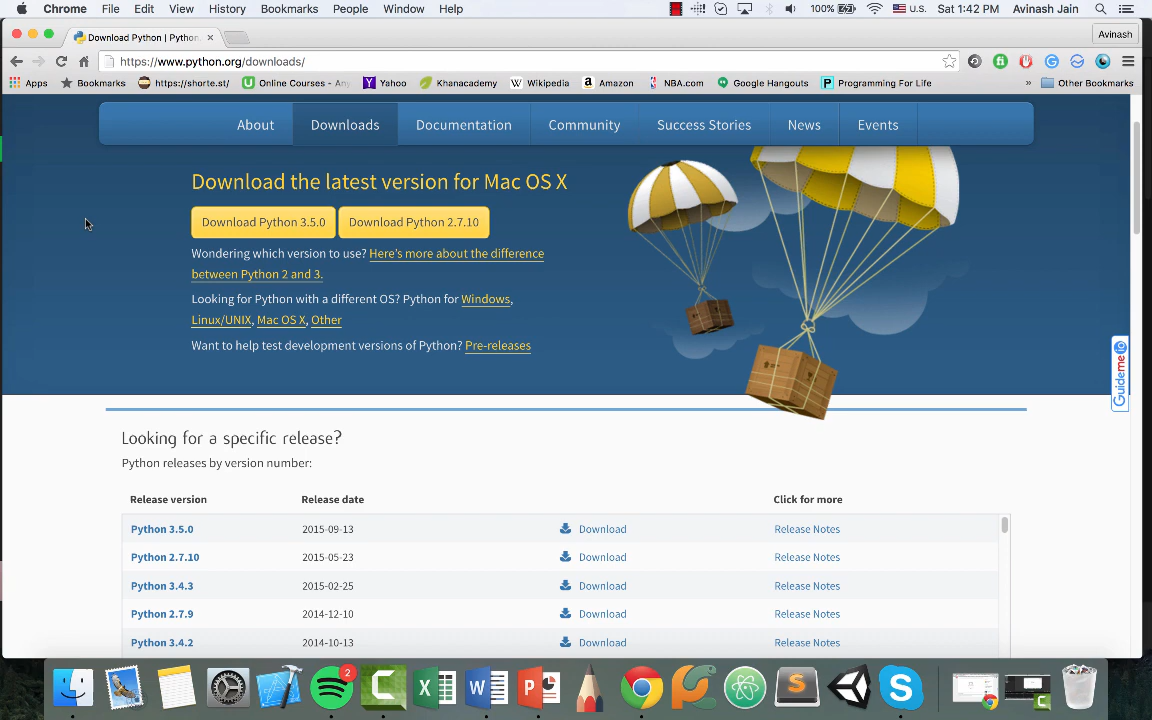 Chrome File Edit View History Bookmarks People Window Help 100% U.S. Sat 1:42 PM Avinash Jain
Download Python | Python. Avinash
https://www.python.org/downloads/
Apps Bookmarks https://shorte.st/ Online Courses - An Yahoo Khanacademy Wikipedia Amazon NBA.com Google Hangouts Programming For Life » Other Bookmarks
About Downloads Documentation Community Success Stories News Events
Download the latest version for Mac OS X
Download Python 3.5.0 Download Python 2.7.10
Wondering which version to use? Here's more about the difference
between Python 2 and 3.
Looking for Python with a different OS? Python for Windows,
Linux/UNIX, Mac OS X, Other
Want to help test development versions of Python? Pre-releases
Guideme
Looking for a specific release?
Python releases by version number:
Release version Release date Click for more
Python 3.5.0 2015-09-13 Download Release Notes
Python 2.7.10 2015-05-23 Download Release Notes
Python 3.4.3 2015-02-25 Download Release Notes
Python 2.7.9 2014-12-10 Download Release Notes
Python 3.4.2 2014-10-13 Download Release Notes
2